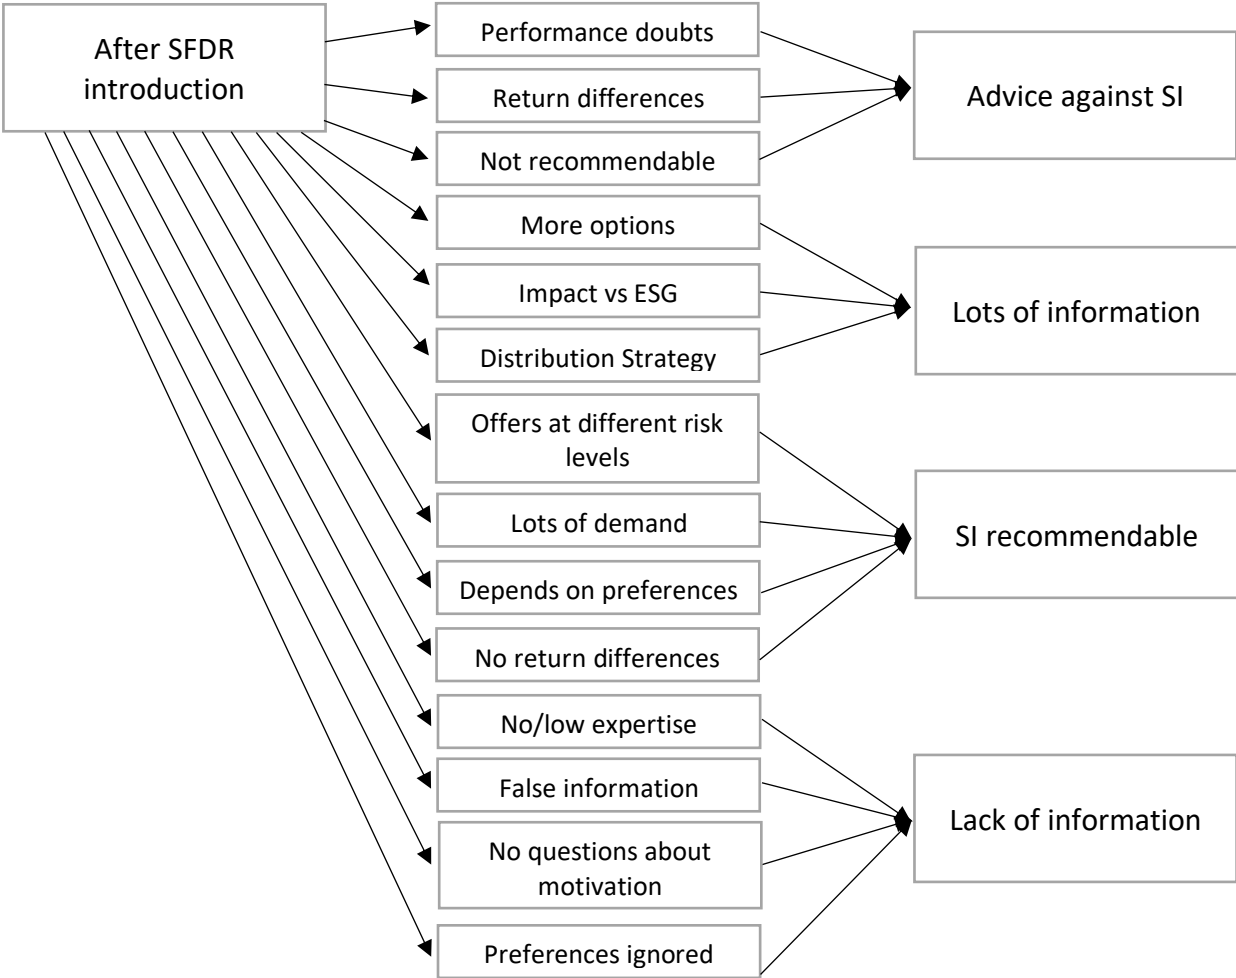 After SFDR
introduction
Performance doubts
Return differences
Not recommendable
More options
Impact vs ESG
Distribution Strategy
Offers at different risk
levels
Lots of demand
Depends on preferences
No return differences
No/low expertise
False information
No questions about
motivation
Preferences ignored
Advice against SI
Lots of information
SI recommendable
Lack of information